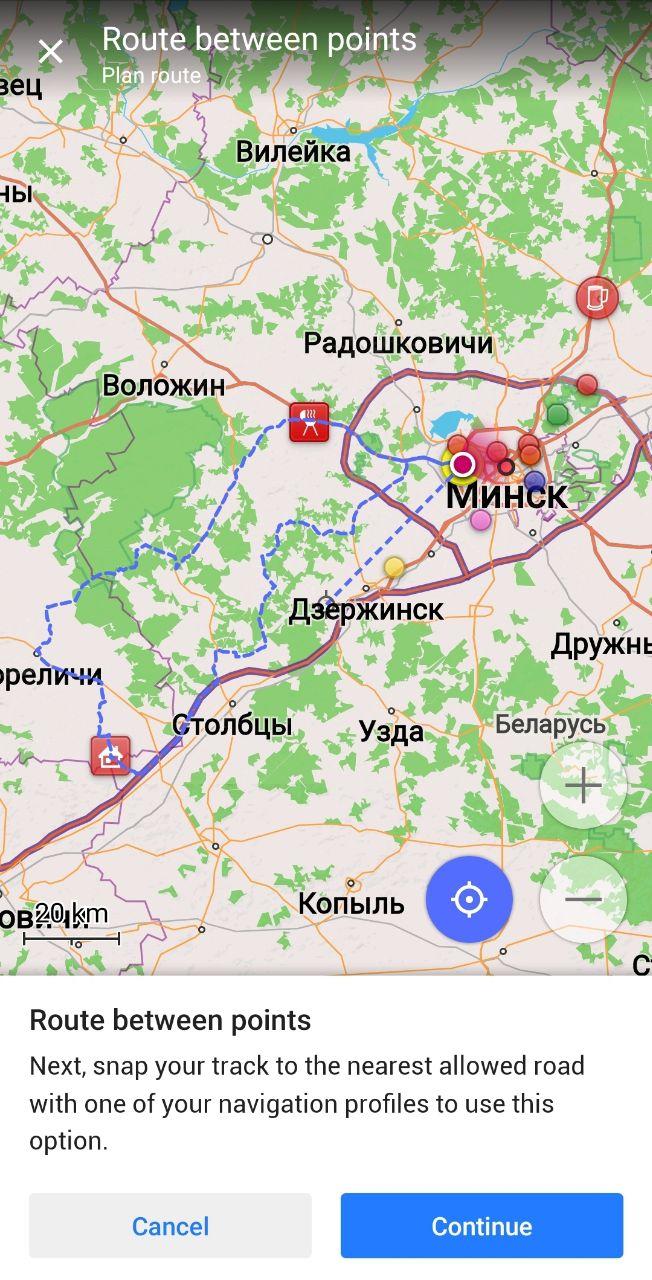 Route between points
Plan route
Вилейка
Радошковичи
Воложин
Минск
Дзержинск
Столбцы
Узда
Беларусь
Копыль
20 km
Route between points
Next, snap your track to the nearest allowed road
with one of your navigation profiles to use this
option.
Cancel
Continue